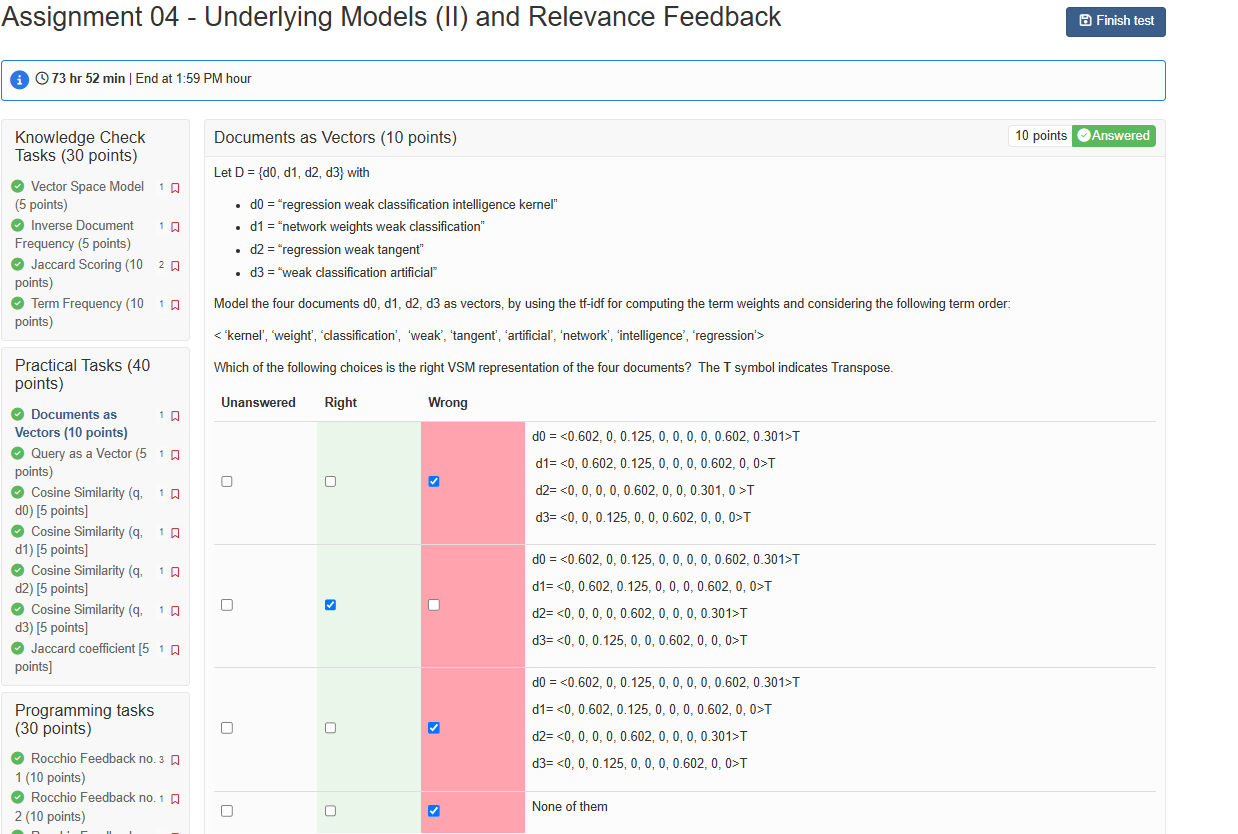 Assignment 04 - Underlying Models (II) and Relevance Feedback
Finish test
73 hr 52 min | End at 1:59 PM hour
Knowledge Check
Tasks (30 points)
Vector Space Model 1
(5 points)
Inverse Document 1
Frequency (5 points)
Jaccard Scoring (10 2
points)
Term Frequency (10 1
points)
Practical Tasks (40
points)
Documents as 1
Vectors (10 points)
Query as a Vector (5 1
points)
Cosine Similarity (q, 1
d0) [5 points]
Cosine Similarity (q, 1
d1) [5 points]
Cosine Similarity (q, 1
d2) [5 points]
Cosine Similarity (q, 1
d3) [5 points]
Jaccard coefficient [5 1
points]
Programming tasks
(30 points)
Rocchio Feedback no. 3
1 (10 points)
Rocchio Feedback no. 1
2 (10 points)
Documents as Vectors (10 points)
10 points Answered
Let D = {d0, d1, d2, d3} with
• d0 = “regression weak classification intelligence kernel”
• d1 = “network weights weak classification”
• d2 = “regression weak tangent”
• d3 = “weak classification artificial”
Model the four documents d0, d1, d2, d3 as vectors, by using the tf-idf for computing the term weights and considering the following term order:
< ‘kernel’, ‘weight’, ‘classification’, ‘weak’, ‘tangent’, ‘artificial’, ‘network’, ‘intelligence’, ‘regression’>
Which of the following choices is the right VSM representation of the four documents? The T symbol indicates Transpose.
Unanswered Right Wrong
d0 = <0.602, 0, 0.125, 0, 0, 0, 0, 0.602, 0.301>T
d1= <0, 0.602, 0.125, 0, 0, 0, 0.602, 0, 0>T
d2= <0, 0, 0, 0, 0.602, 0, 0, 0.301, 0 >T
d3= <0, 0, 0.125, 0, 0, 0.602, 0, 0, 0>T
d0 = <0.602, 0, 0.125, 0, 0, 0, 0, 0.602, 0.301>T
d1= <0, 0.602, 0.125, 0, 0, 0, 0.602, 0, 0>T
d2= <0, 0, 0, 0, 0.602, 0, 0, 0, 0.301>T
d3= <0, 0, 0.125, 0, 0, 0.602, 0, 0, 0>T
d0 = <0.602, 0, 0.125, 0, 0, 0, 0, 0.602, 0.301>T
d1= <0, 0.602, 0.125, 0, 0, 0, 0.602, 0, 0>T
d2= <0, 0, 0, 0, 0.602, 0, 0, 0, 0.301>T
d3= <0, 0, 0.125, 0, 0, 0, 0.602, 0, 0>T
None of them